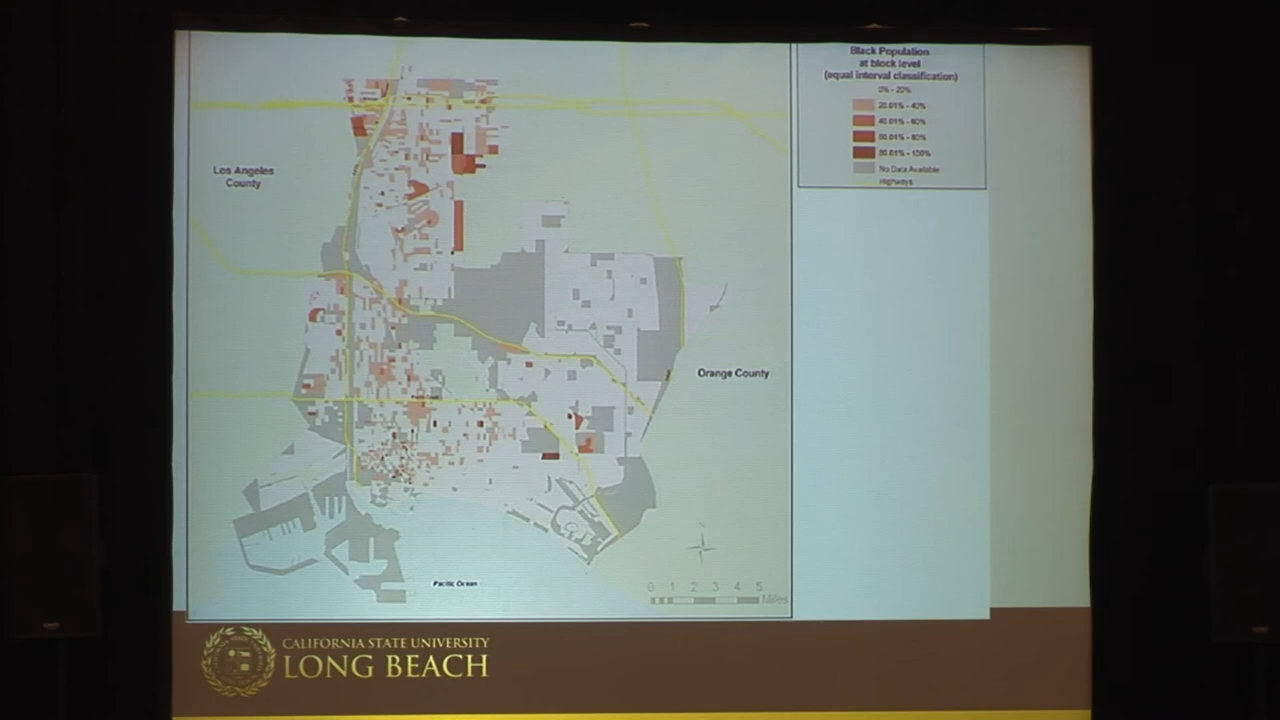 Black Population
at block level
(equal interval classification)
0% - 20%
20.01% - 40%
40.01% - 60%
60.01% - 80%
80.01% - 100%
No Data Available
Highways
Los Angeles
County
Orange County
Pacific Ocean
N
0 1 2 3 4 5
Miles
CALIFORNIA STATE UNIVERSITY
LONG BEACH